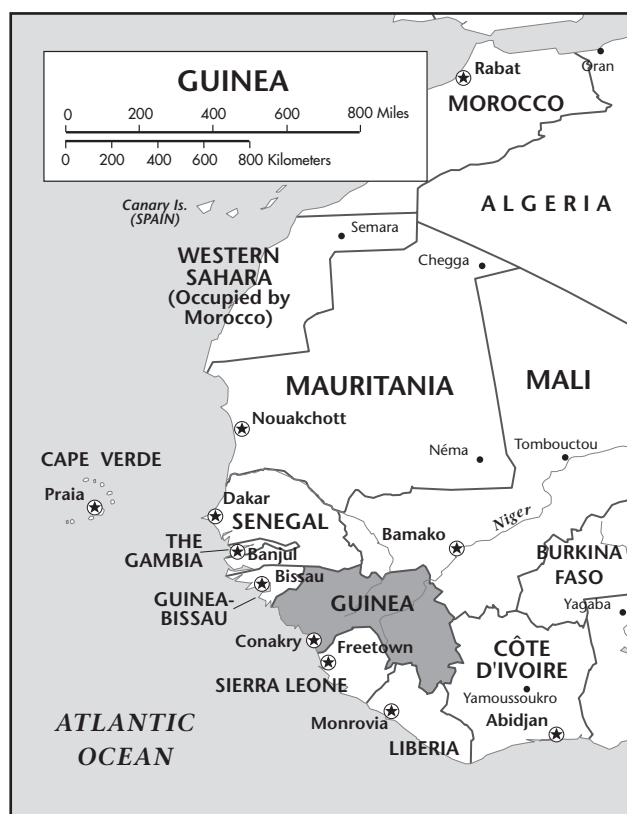 GUINEA
0 200 400 600 800 Miles
0 200 400 600 800 Kilometers
Oran
Rabat
MOROCCO
Canary Is.
(SPAIN)
ALGERIA
Semara
WESTERN
SAHARA
(Occupied by
Morocco)
Chegga
MAURITANIA
MALI
Nouakchott
Néma
Tombouctou
CAPE VERDE
Praia
Dakar
SENEGAL
Niger
Bamako
THE
GAMBIA
Banjul
BURKINA
FASO
Bissau
GUINEA-
BISSAU
GUINEA
Yagaba
Conakry
Freetown
CÔTE
D'IVOIRE
SIERRA LEONE
Yamoussoukro
Abidjan
Monrovia
LIBERIA
ATLANTIC
OCEAN